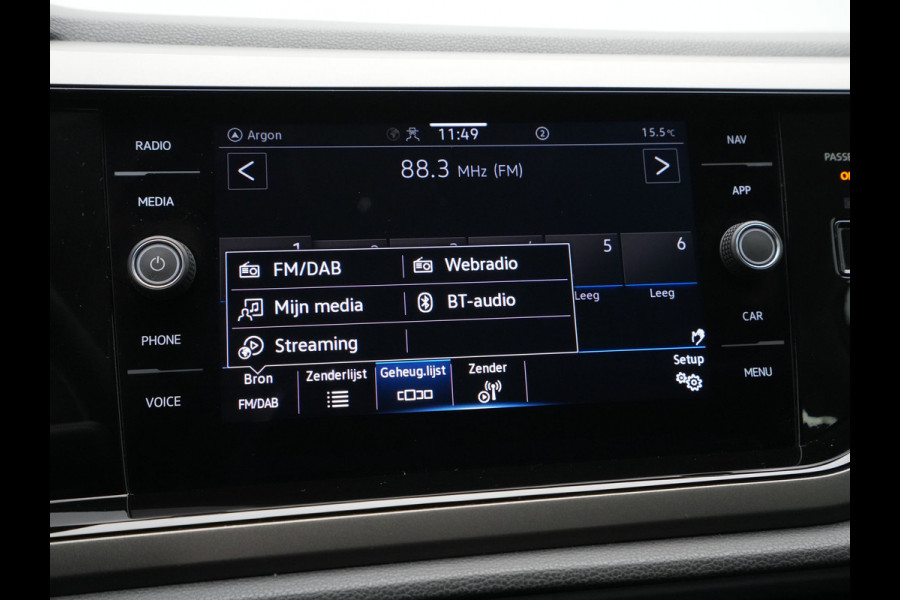 RADIO
MEDIA
PHONE
VOICE
Argon
11:49
2
15.5°C
<
88.3 MHz (FM)
>
1
5
6
Leeg
Leeg
FM/DAB
Webradio
Mijn media
BT-audio
Streaming
Bron
FM/DAB
Zenderlijst
Geheug.lijst
Zender
Setup
NAV
APP
CAR
MENU